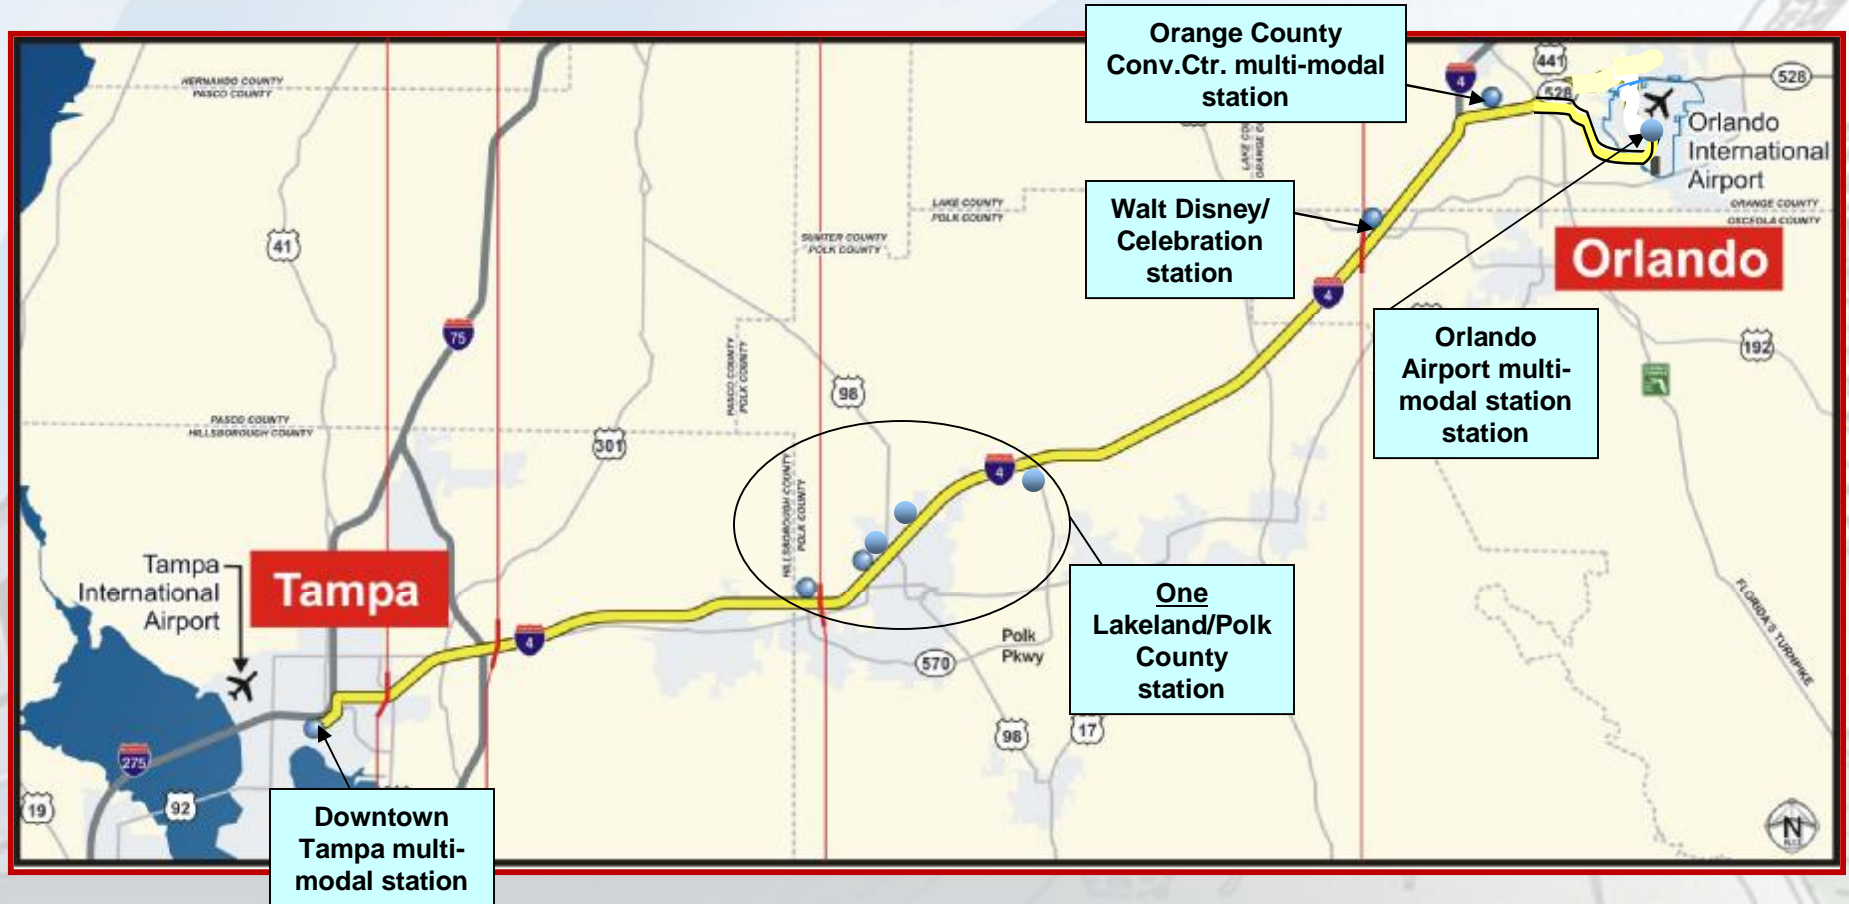 Orange County
Conv.Ctr. multi-modal
station
HERNANDO COUNTY
PASCO COUNTY
4
441
528
528
Orlando
International
Airport
LAKE COUNTY
POLK COUNTY
Walt Disney/
Celebration
station
ORANGE COUNTY
OSCEOLA COUNTY
41
SUMTER COUNTY
POLK COUNTY
Orlando
4
75
Orlando
Airport multi-
modal station
station
192
PASCO COUNTY
POLK COUNTY
98
PASCO COUNTY
HILLSBOROUGH COUNTY
301
4
HILLSBOROUGH COUNTY
POLK COUNTY
Tampa
International
Airport
Tampa
One
Lakeland/Polk
County
station
4
Polk
Pkwy
570
FLORIDA'S TURNPIKE
98
17
275
19
92
Downtown
Tampa multi-
modal station
N